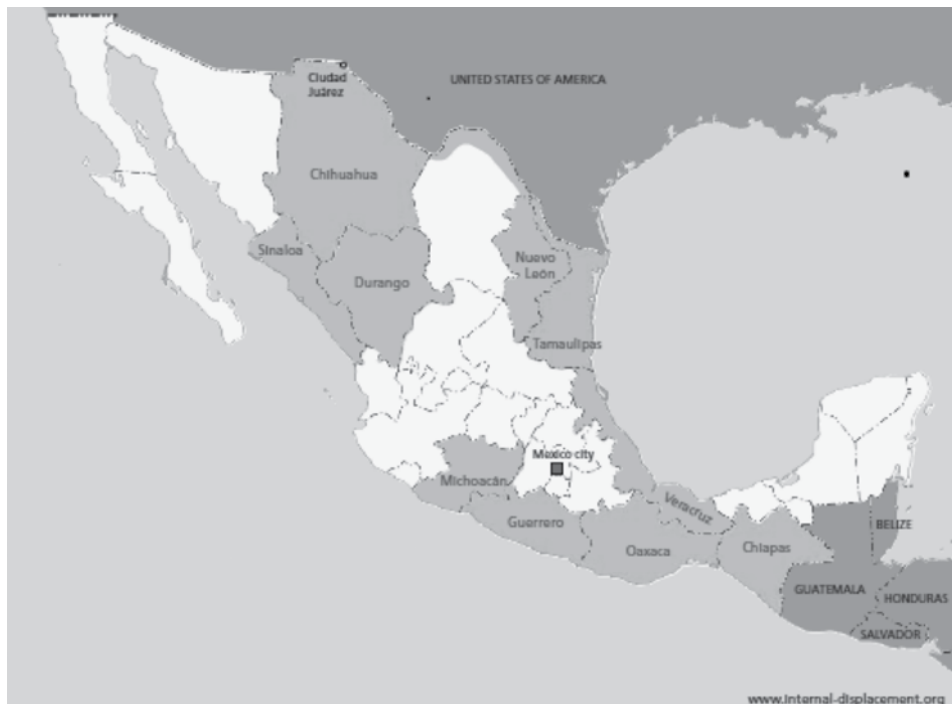 Ciudad
Juárez
UNITED STATES OF AMERICA
Chihuahua
Sinaloa
Nuevo
León
Durango
Tamaulipas
Mexico city
Michoacán
Veracruz
Guerrero
BELIZE
Oaxaca
Chiapas
GUATEMALA
HONDURAS
SALVADOR
www.internal-displacement.org